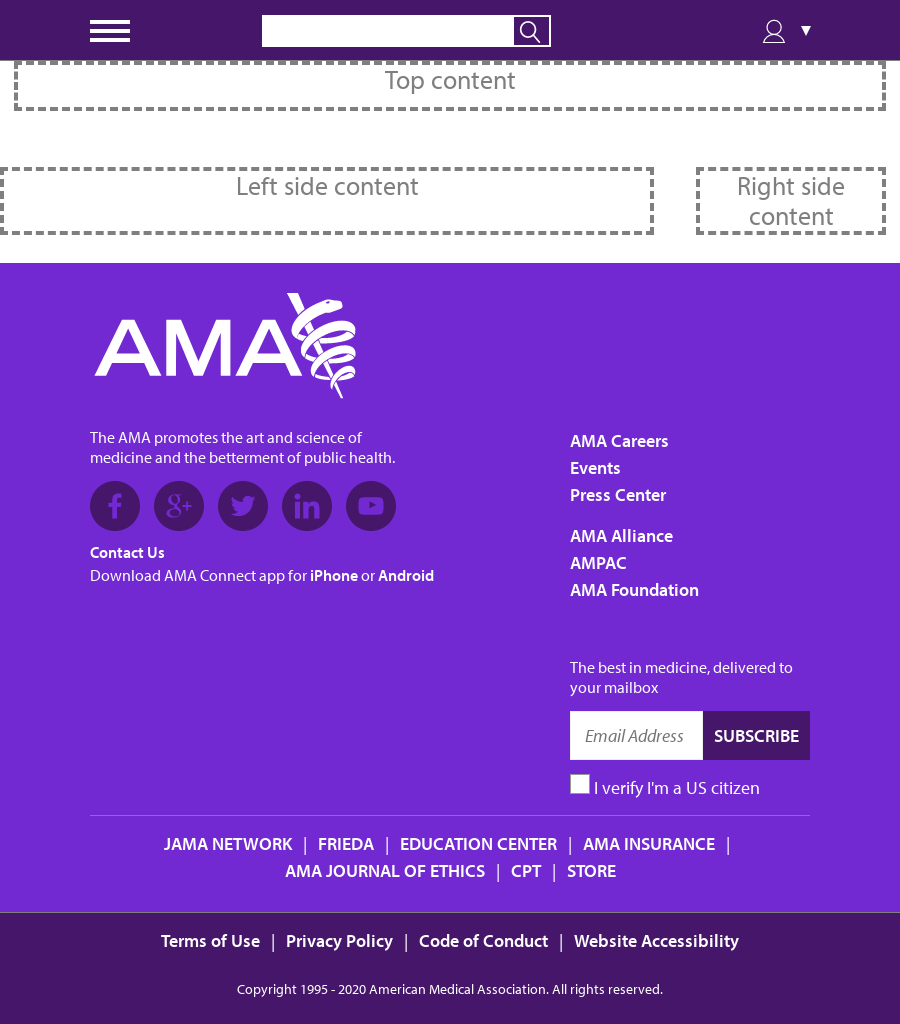 Top content
Left side content
Right side
content
AMA
The AMA promotes the art and science of
medicine and the betterment of public health.
Contact Us
Download AMA Connect app for iPhone or Android
AMA Careers
Events
Press Center
AMA Alliance
AMPAC
AMA Foundation
The best in medicine, delivered to
your mailbox
Email Address SUBSCRIBE
I verify I'm a US citizen
JAMA NETWORK | FRIEDA | EDUCATION CENTER | AMA INSURANCE |
AMA JOURNAL OF ETHICS | CPT | STORE
Terms of Use | Privacy Policy | Code of Conduct | Website Accessibility
Copyright 1995 - 2020 American Medical Association. All rights reserved.